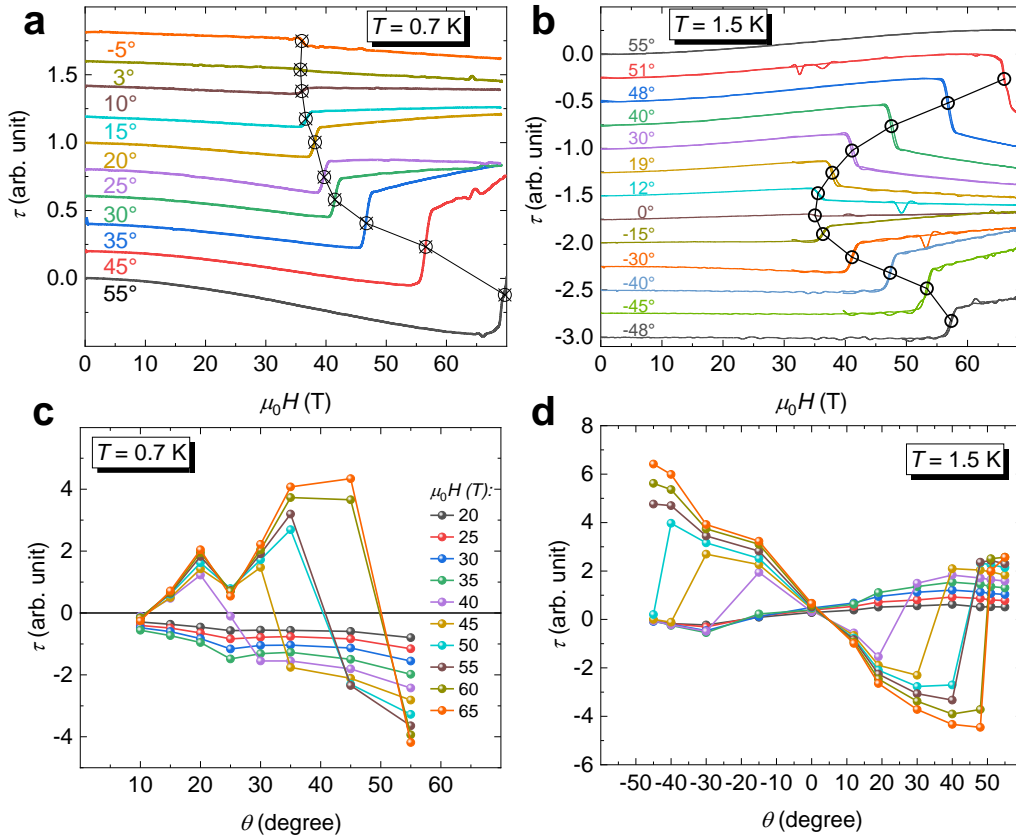 a
T = 0.7 K
-5°
3°
10°
15°
20°
25°
30°
35°
45°
55°
1.5
1.0
0.5
0.0
τ (arb. unit)
0 10 20 30 40 50 60
μ0H (T)
b
T = 1.5 K
55°
51°
48°
40°
30°
19°
12°
0°
-15°
-30°
-40°
-45°
-48°
0.0
-0.5
-1.0
-1.5
-2.0
-2.5
-3.0
τ (arb. unit)
0 20 40 60
μ0H (T)
c
T = 0.7 K
μ0H (T):
20
25
30
35
40
45
50
55
60
65
4
2
0
-2
-4
τ (arb. unit)
0 10 20 30 40 50 60
θ (degree)
d
T = 1.5 K
8
6
4
2
0
-2
-4
-6
τ (arb. unit)
-50 -40 -30 -20 -10 0 10 20 30 40 50
θ (degree)